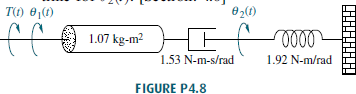 T(t) θ₁(t)
θ₂(t)
1.07 kg-m²
1.53 N-m-s/rad
1.92 N-m/rad
FIGURE P4.8